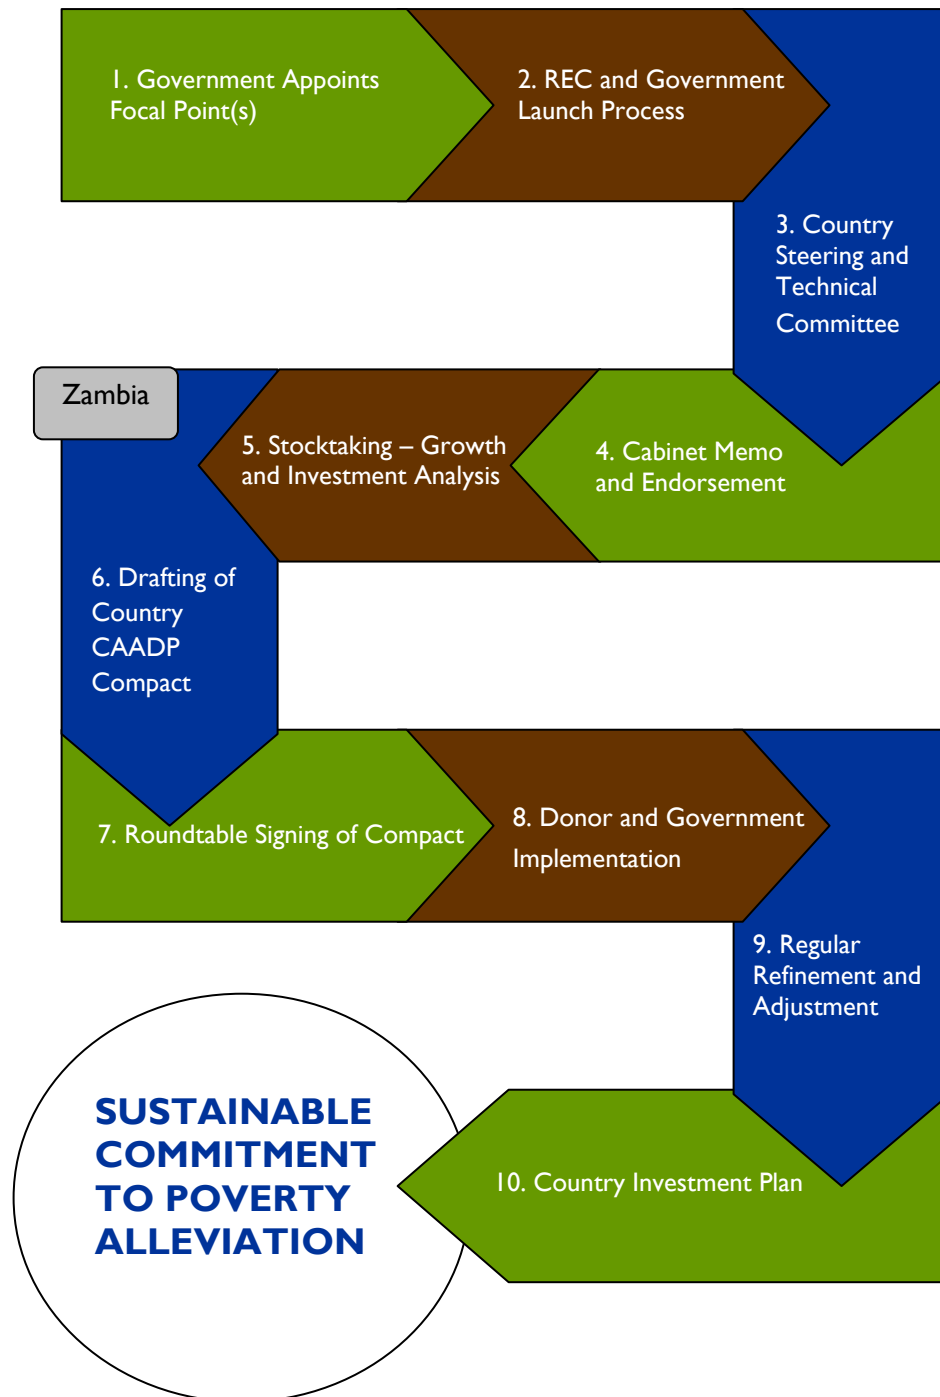 1. Government Appoints
Focal Point(s)
2. REC and Government
Launch Process
3. Country
Steering and
Technical
Committee
Zambia
5. Stocktaking – Growth
and Investment Analysis
4. Cabinet Memo
and Endorsement
6. Drafting of
Country
CAADP
Compact
7. Roundtable Signing of Compact
8. Donor and Government
Implementation
9. Regular
Refinement and
Adjustment
10. Country Investment Plan
SUSTAINABLE
COMMITMENT
TO POVERTY
ALLEVIATION